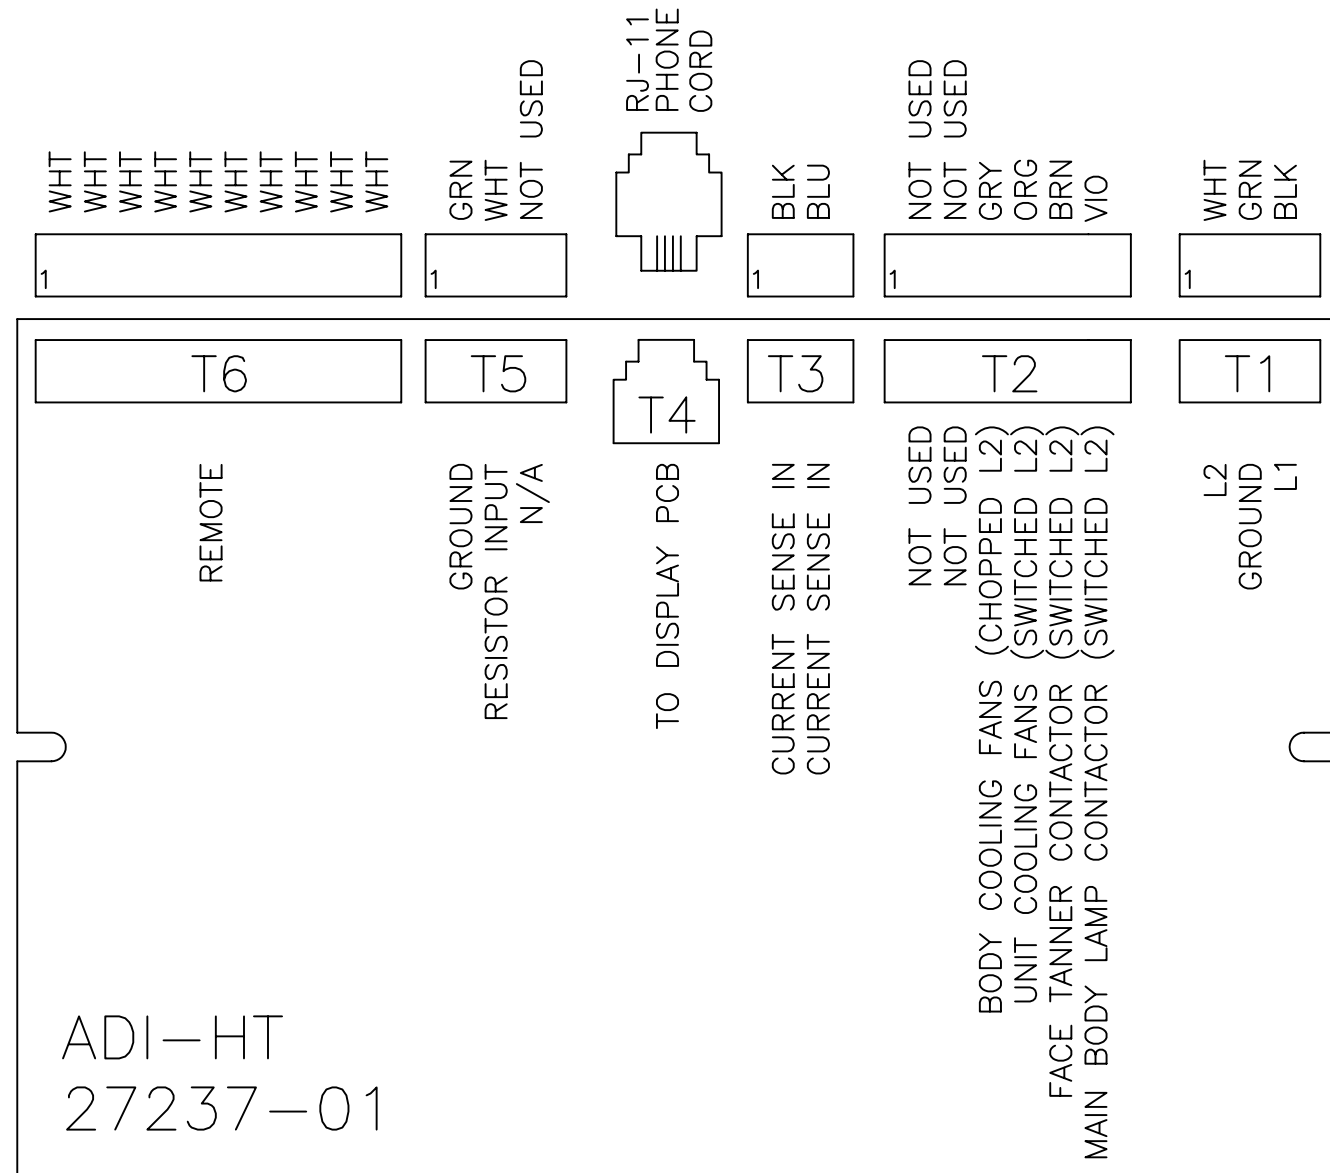 WHT
WHT
WHT
WHT
WHT
WHT
WHT
WHT
WHT
WHT
GRN
WHT
NOT USED
RJ-11
PHONE
CORD
BLK
BLU
NOT USED
NOT USED
GRY
ORG
BRN
VIO
WHT
GRN
BLK
1
1
1
1
1
T6
T5
T4
T3
T2
T1
REMOTE
GROUND
RESISTOR INPUT
N/A
TO DISPLAY PCB
CURRENT SENSE IN
CURRENT SENSE IN
NOT USED
NOT USED
BODY COOLING FANS (CHOPPED L2)
UNIT COOLING FANS (SWITCHED L2)
FACE TANNER CONTACTOR (SWITCHED L2)
MAIN BODY LAMP CONTACTOR (SWITCHED L2)
L2
GROUND
L1
ADI-HT
27237-01